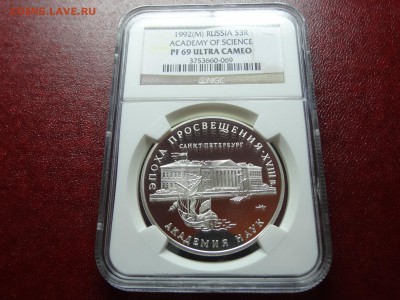 COINS.LAVE.RU
1992(M) RUSSIA S3R
ACADEMY OF SCIENCE
PF 69 ULTRA CAMEO
3753660-069
NGC
ЭПОХА ПРОСВЕЩЕНИЯ·XVIII в.
САНКТ-ПЕТЕРБУРГ
АКАДЕМИЯ НАУК